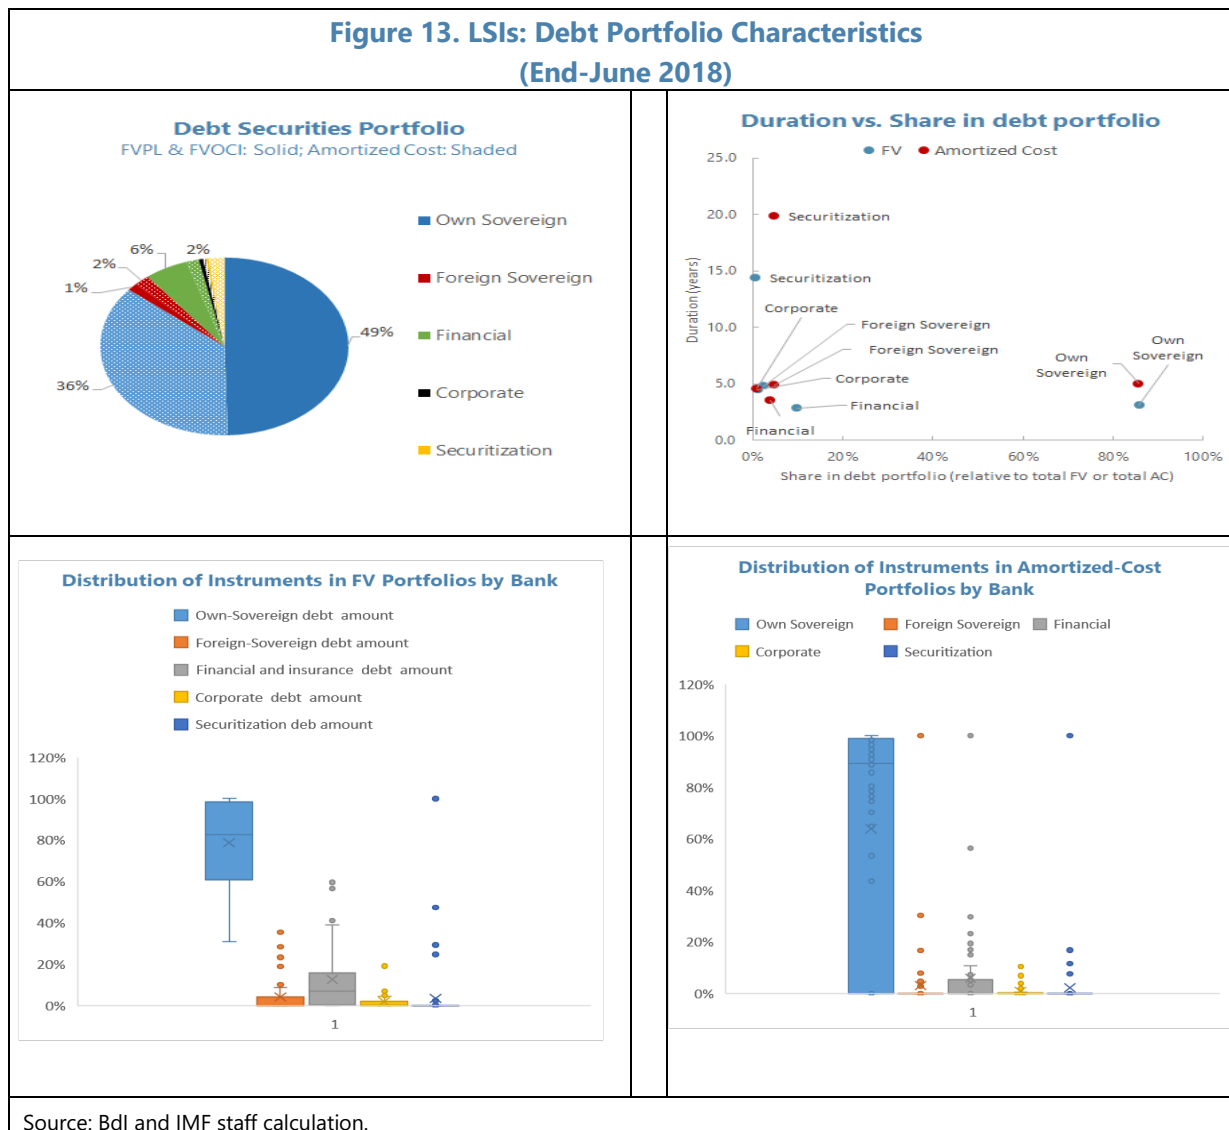 Figure 13. LSIs: Debt Portfolio Characteristics
(End-June 2018)
Debt Securities Portfolio
FVPL & FVOCI: Solid; Amortized Cost: Shaded
Own Sovereign
Foreign Sovereign
Financial
Corporate
Securitization
6%
2%
2%
1%
49%
36%
Duration vs. Share in debt portfolio
FV
Amortized Cost
Duration (years)
25.0
20.0
15.0
10.0
5.0
0.0
Securitization
Securitization
Corporate
Foreign Sovereign
Foreign Sovereign
Corporate
Financial
Financial
Own
Sovereign
Own
Sovereign
0%
20%
40%
60%
80%
100%
Share in debt portfolio (relative to total FV or total AC)
Distribution of Instruments in FV Portfolios by Bank
Own-Sovereign debt amount
Foreign-Sovereign debt amount
Financial and insurance debt amount
Corporate debt amount
Securitization deb amount
120%
100%
80%
60%
40%
20%
0%
1
Distribution of Instruments in Amortized-Cost
Portfolios by Bank
Own Sovereign
Foreign Sovereign
Financial
Corporate
Securitization
120%
100%
80%
60%
40%
20%
0%
1
Source: BdI and IMF staff calculation.